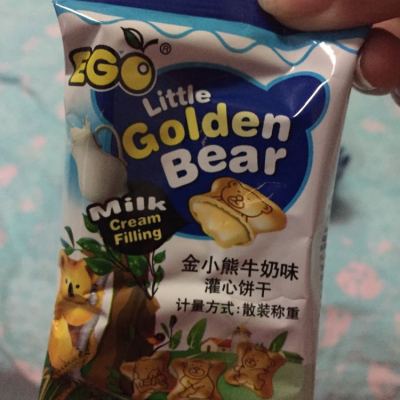 EGO®
Little
Golden
Bear
Milk
Cream
Filling
金小熊牛奶味
灌心饼干
计量方式:散装称重